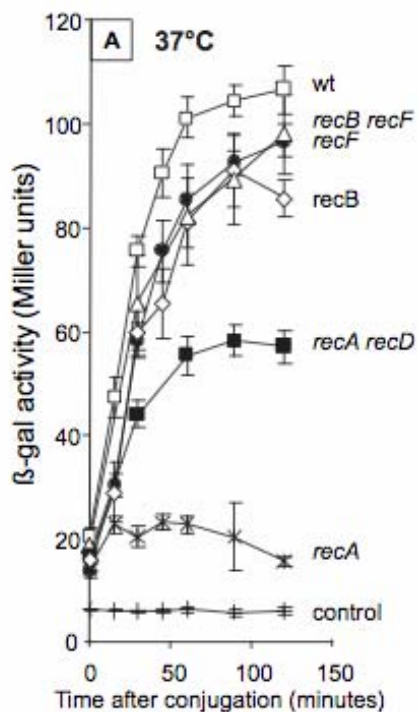 A 37°C
120
100
80
60
40
20
0
ß-gal activity (Miller units)
wt
recB recF
recF
recB
recA recD
recA
control
0 50 100 150
Time after conjugation (minutes)